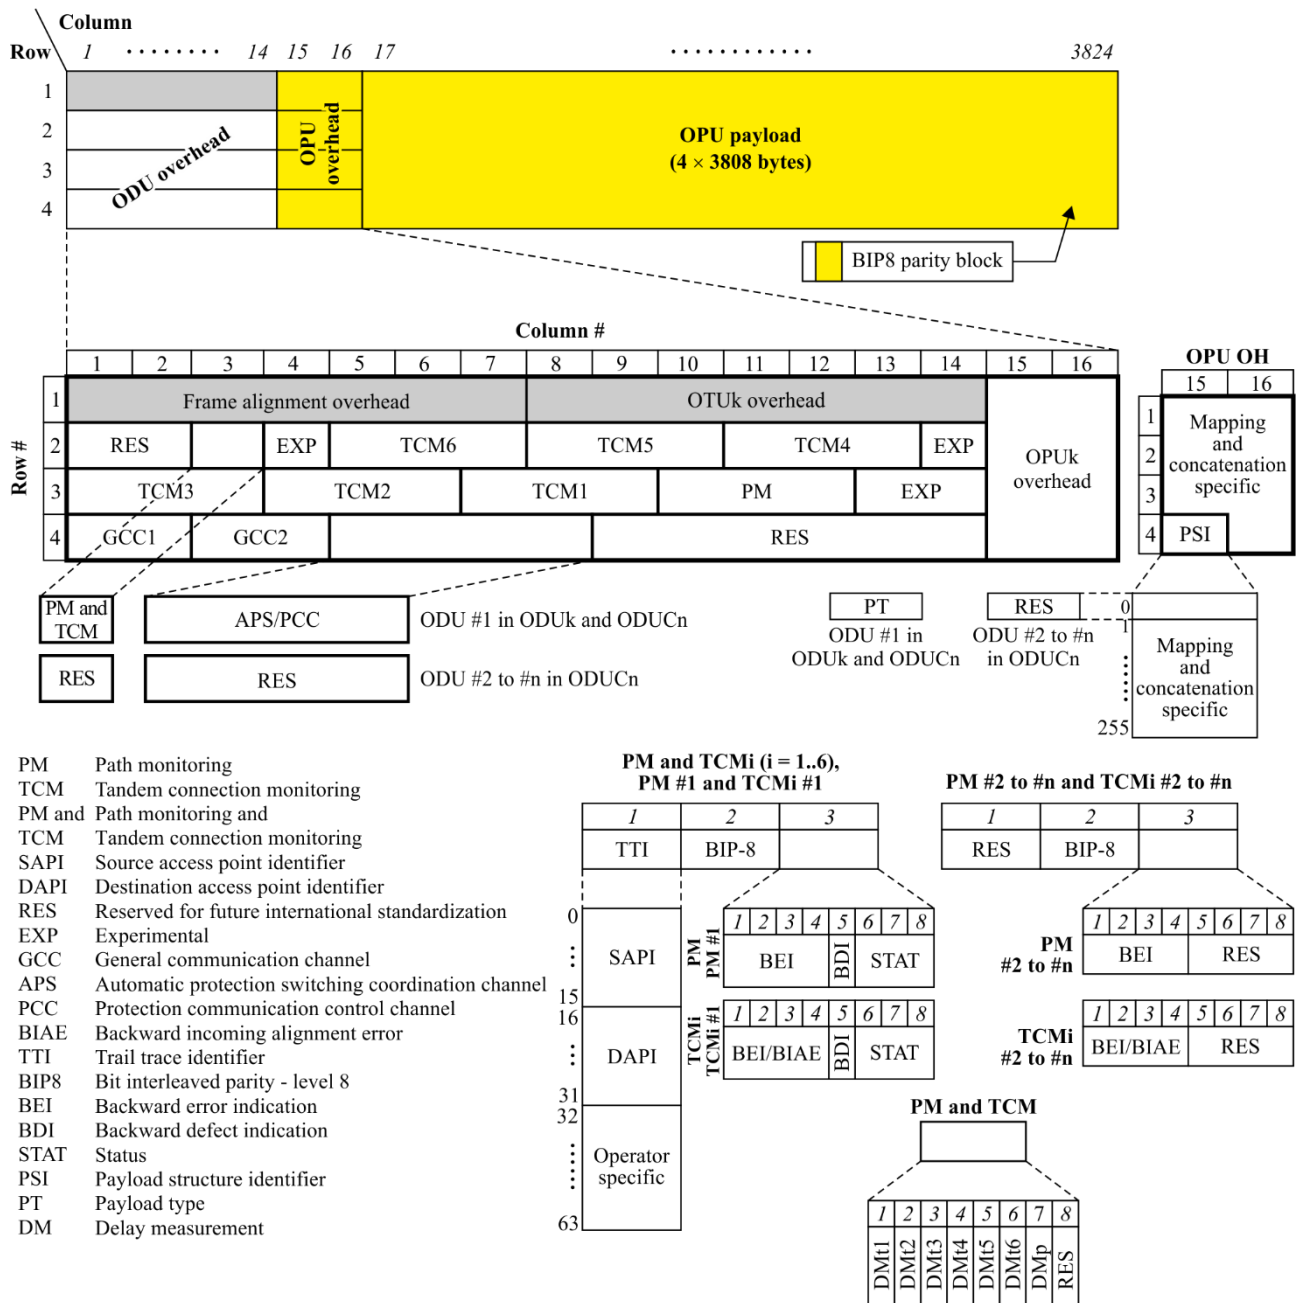 Column
Row 1 ········ 14 15 16 17 ············ 3824
1
2
3
4
ODU overhead
OPU overhead
OPU payload
(4 × 3808 bytes)
BIP8 parity block
Column #
1 2 3 4 5 6 7 8 9 10 11 12 13 14 15 16
Row #
1 Frame alignment overhead OTUk overhead
2 RES EXP TCM6 TCM5 TCM4 EXP
3 TCM3 TCM2 TCM1 PM EXP
4 GCC1 GCC2 RES
OPUk
overhead
OPU OH
15 16
1
2
3
4
Mapping
and
concatenation
specific
PSI
PM and
TCM
APS/PCC
ODU #1 in ODUk and ODUCn
RES
RES
ODU #2 to #n in ODUCn
PT
ODU #1 in
ODUk and ODUCn
RES
ODU #2 to #n
in ODUCn
0
1
255
Mapping
and
concatenation
specific
PM Path monitoring
TCM Tandem connection monitoring
PM and Path monitoring and
TCM Tandem connection monitoring
SAPI Source access point identifier
DAPI Destination access point identifier
RES Reserved for future international standardization
EXP Experimental
GCC General communication channel
APS Automatic protection switching coordination channel
PCC Protection communication control channel
BIAE Backward incoming alignment error
TTI Trail trace identifier
BIP8 Bit interleaved parity - level 8
BEI Backward error indication
BDI Backward defect indication
STAT Status
PSI Payload structure identifier
PT Payload type
DM Delay measurement
PM and TCMi (i = 1..6),
PM #1 and TCMi #1
1 2 3
TTI BIP-8
0
SAPI
15
16
DAPI
31
32
Operator
specific
63
PM
PM #1
1 2 3 4 5 6 7 8
BEI BDI STAT
TCMi
TCMi #1
1 2 3 4 5 6 7 8
BEI/BIAE BDI STAT
PM #2 to #n and TCMi #2 to #n
1 2 3
RES BIP-8
PM
#2 to #n
1 2 3 4 5 6 7 8
BEI RES
TCMi
#2 to #n
1 2 3 4 5 6 7 8
BEI/BIAE RES
PM and TCM
1 2 3 4 5 6 7 8
DMt1 DMt2 DMt3 DMt4 DMt5 DMt6 DMp RES